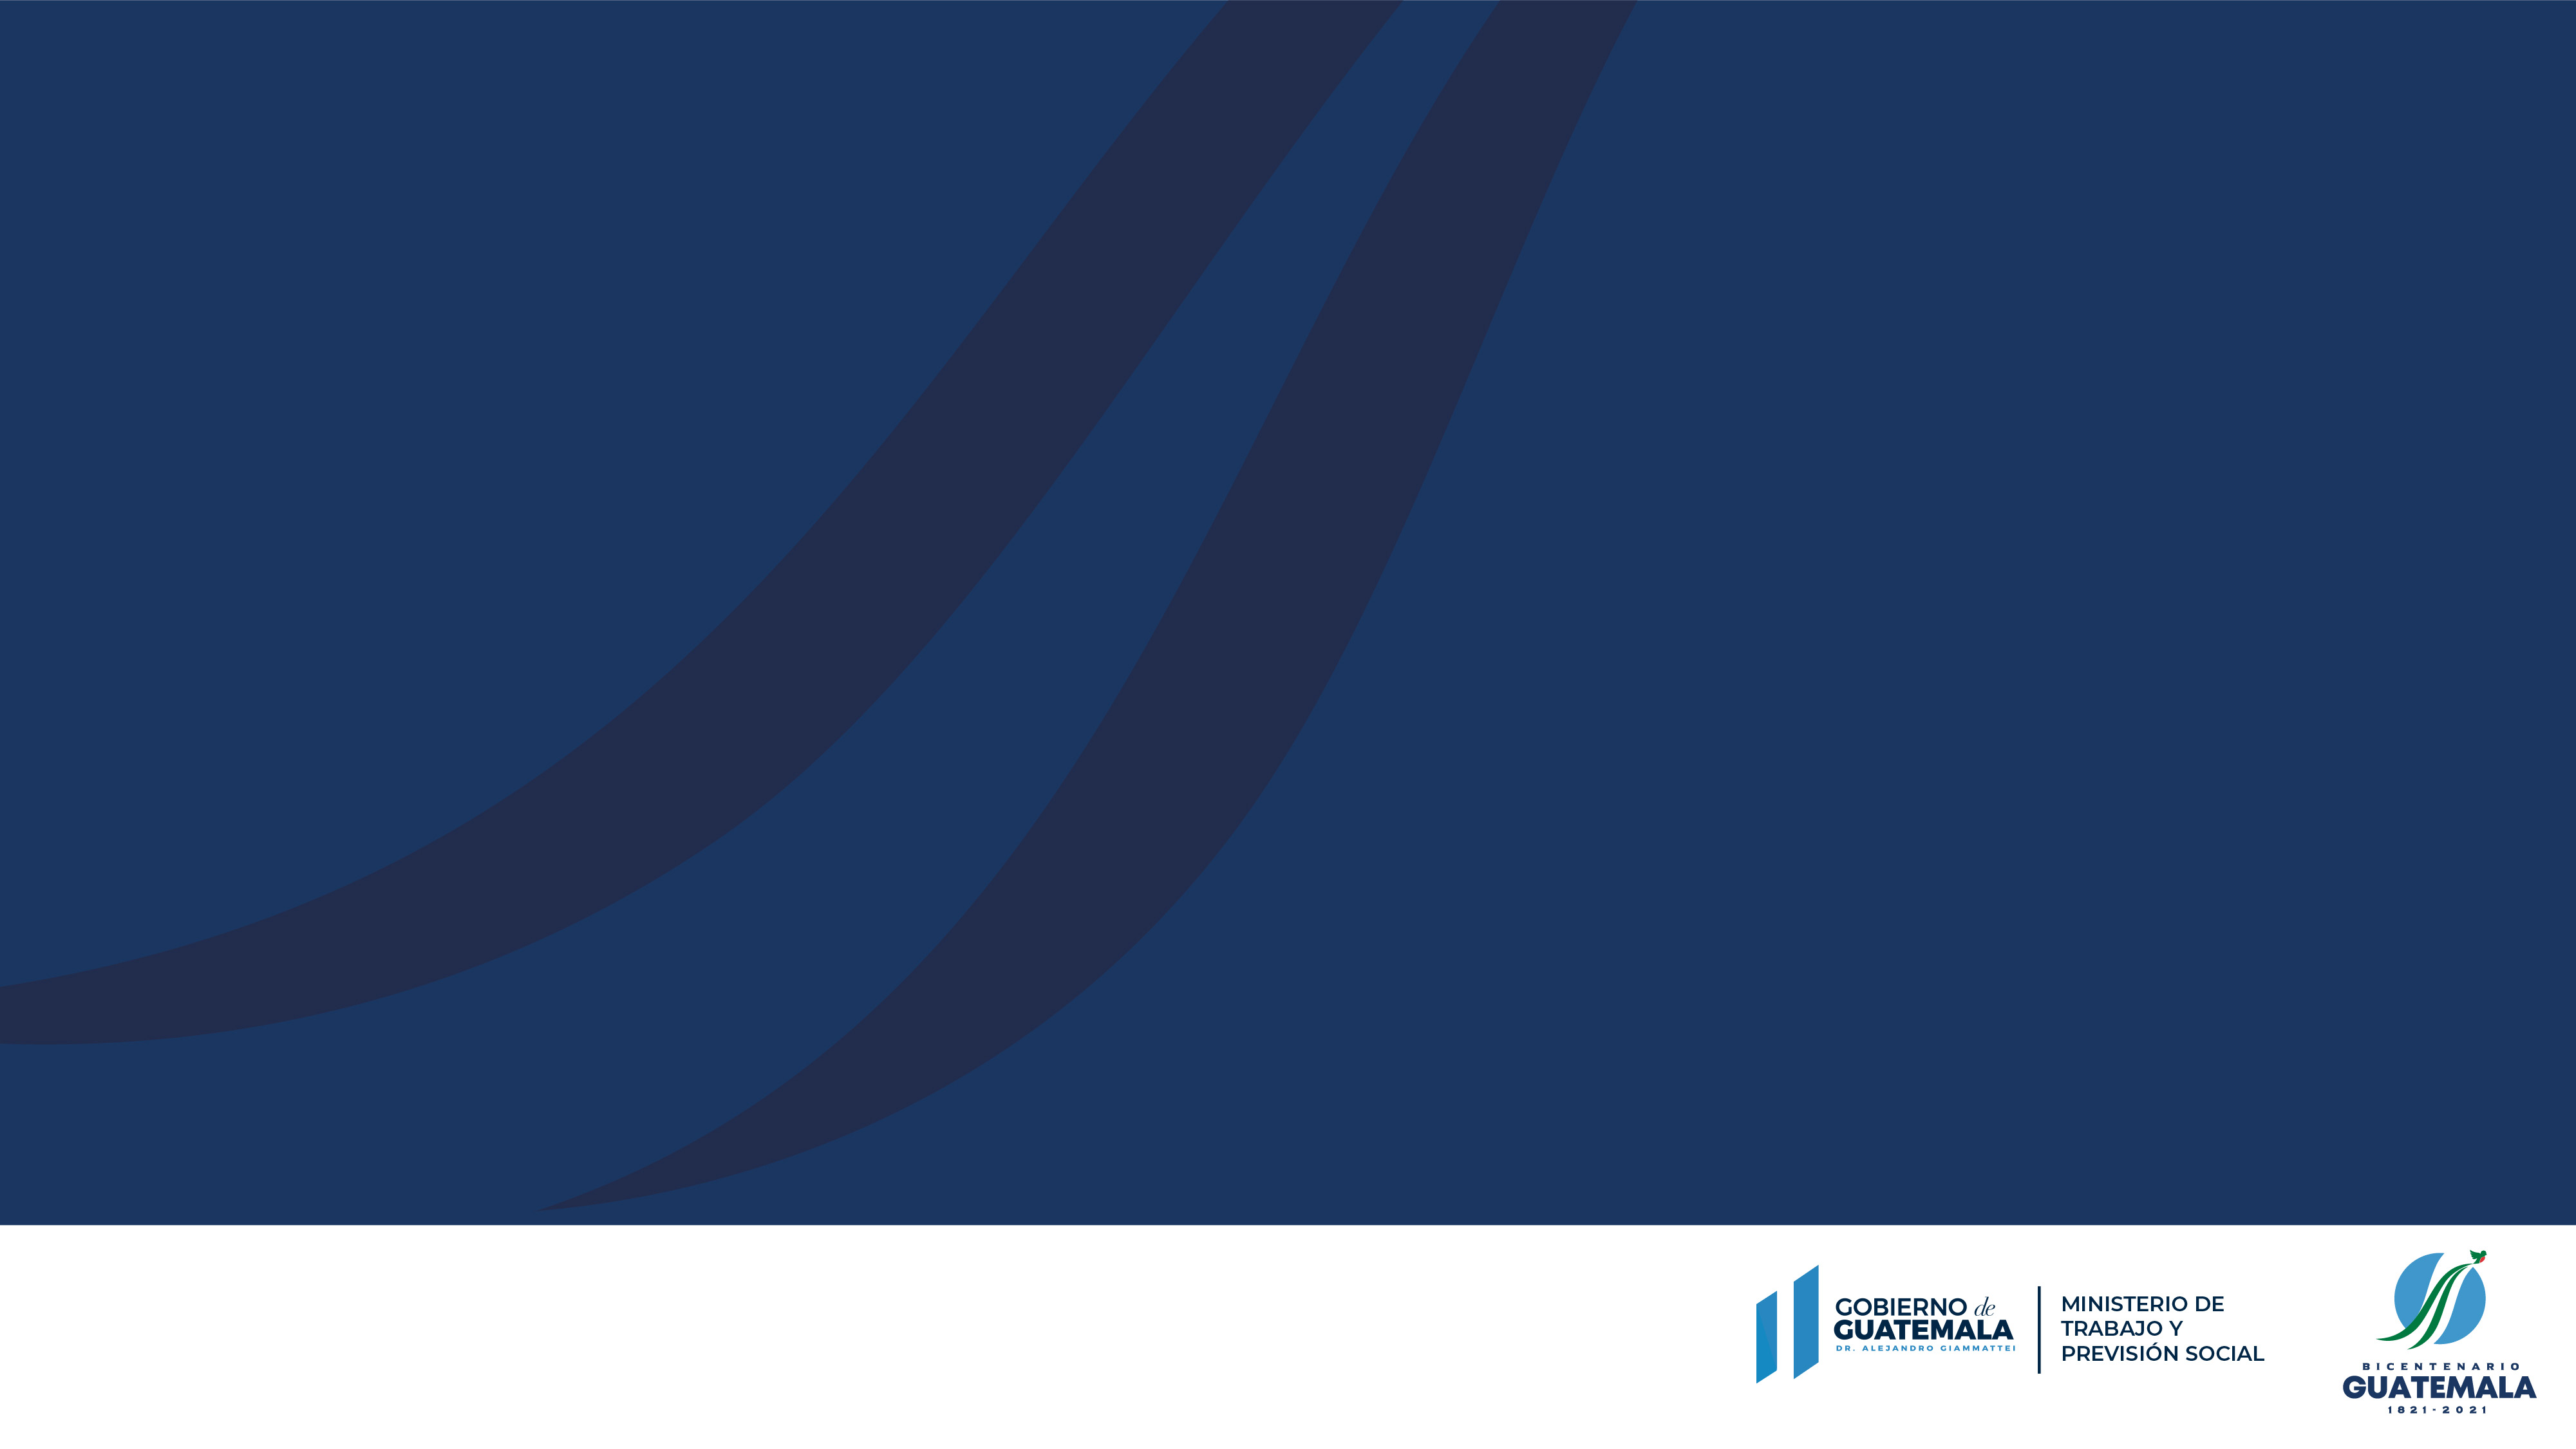 GOBIERNO de
GUATEMALA
DR. ALEJANDRO GIAMMATTEI
MINISTERIO DE
TRABAJO Y
PREVISIÓN SOCIAL
BICENTENARIO
GUATEMALA
1821-2021